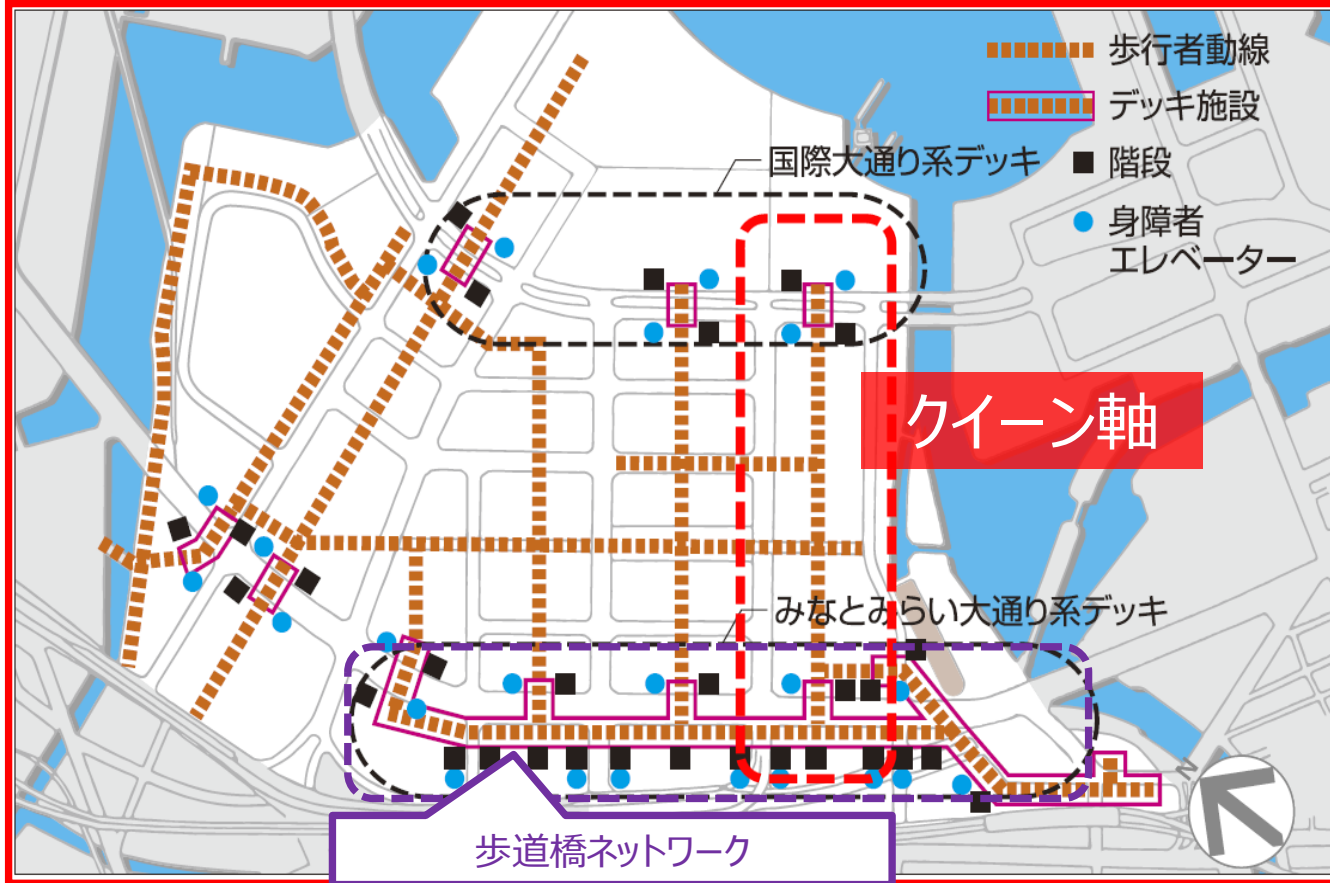 歩行者動線
デッキ施設
国際大通り系デッキ
階段
身障者
エレベーター
クイーン軸
みなとみらい大通り系デッキ
歩道橋ネットワーク
N